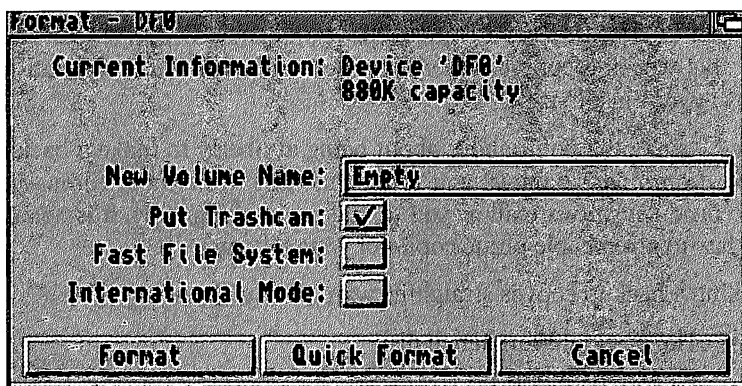 Format - DF0
Current Information: Device 'DF0'
880K capacity
New Volume Name: Empty
Put Trashcan:
Fast File System:
International Mode:
Format Quick Format Cancel